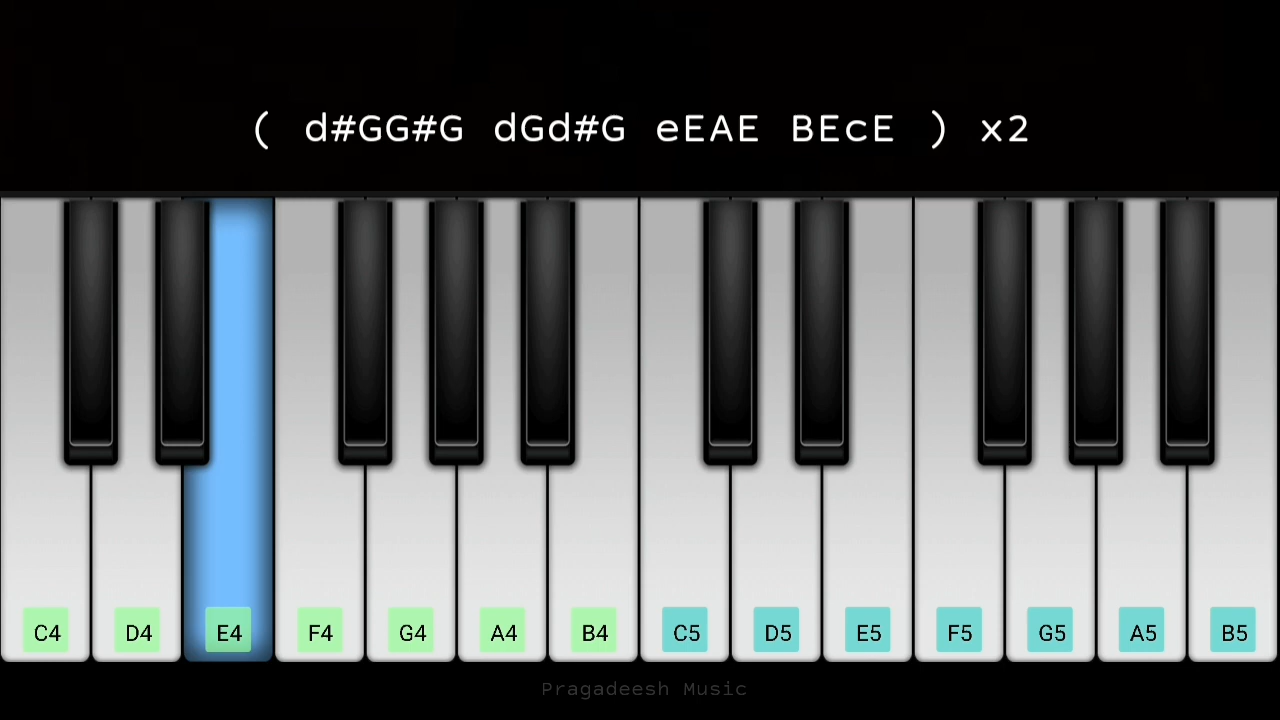 ( d#GG#G dGd#G eEAE BEcE ) x2
C4 D4 E4 F4 G4 A4 B4 C5 D5 E5 F5 G5 A5 B5
Pragadeesh Music